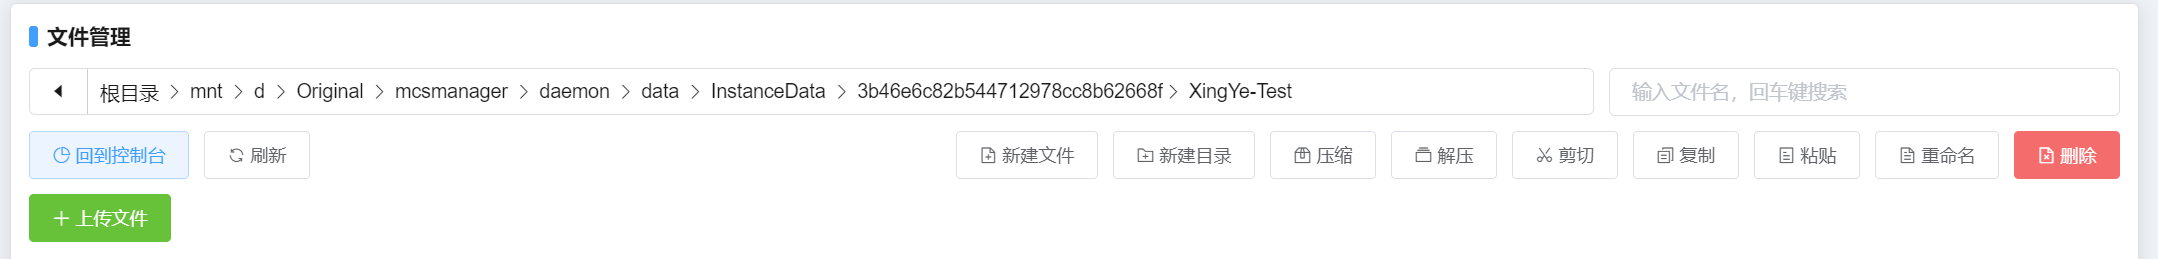 文件管理
根目录 > mnt > d > Original > mcsmanager > daemon > data > InstanceData > 3b46e6c82b544712978cc8b62668f > XingYe-Test 输入文件名，回车键搜索
回到控制台 刷新 新建文件 新建目录 压缩 解压 剪切 复制 粘贴 重命名 删除
+ 上传文件